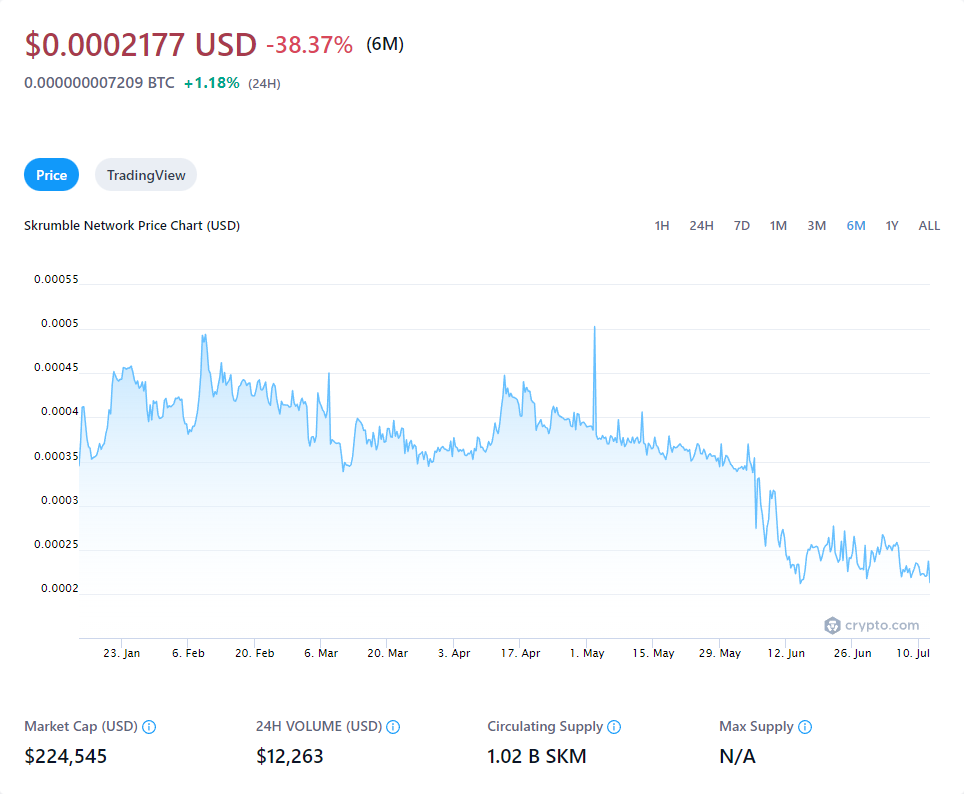 $0.0002177 USD -38.37% (6M)
0.000000007209 BTC +1.18% (24H)
Price TradingView
Skrumble Network Price Chart (USD) 1H 24H 7D 1M 3M 6M 1Y ALL
0.00055
0.0005
0.00045
0.0004
0.00035
0.0003
0.00025
0.0002
crypto.com
23. Jan 6. Feb 20. Feb 6. Mar 20. Mar 3. Apr 17. Apr 1. May 15. May 29. May 12. Jun 26. Jun 10. Jul
Market Cap (USD) 24H VOLUME (USD) Circulating Supply Max Supply
$224,545 $12,263 1.02 B SKM N/A